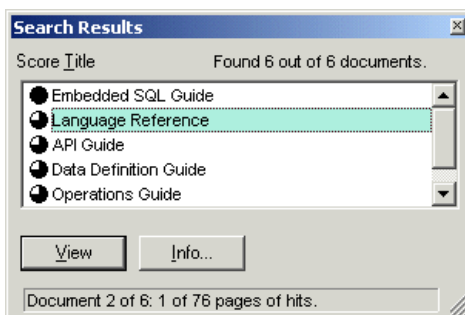 Search Results
Score Title Found 6 out of 6 documents.
Embedded SQL Guide
Language Reference
API Guide
Data Definition Guide
Operations Guide
View Info...
Document 2 of 6: 1 of 76 pages of hits.